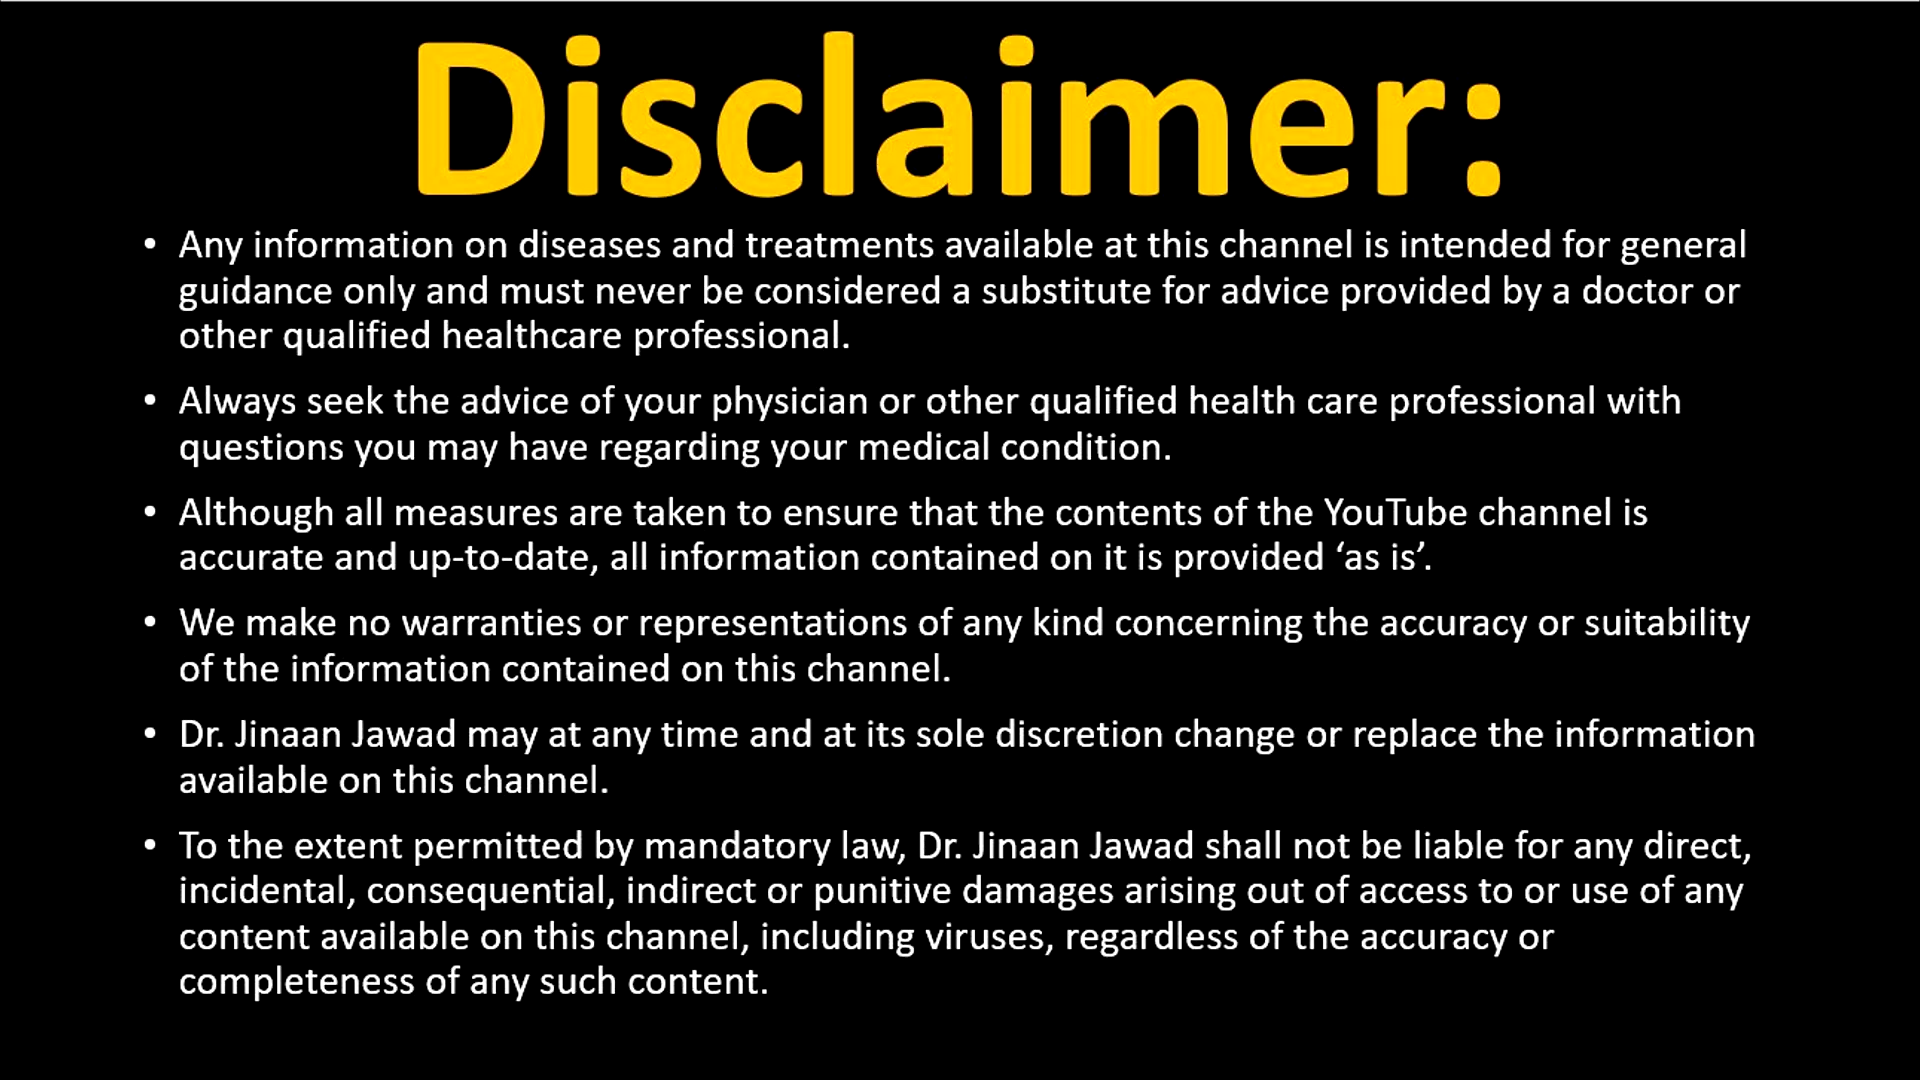 Disclaimer:
• Any information on diseases and treatments available at this channel is intended for general
guidance only and must never be considered a substitute for advice provided by a doctor or
other qualified healthcare professional.
• Always seek the advice of your physician or other qualified health care professional with
questions you may have regarding your medical condition.
• Although all measures are taken to ensure that the contents of the YouTube channel is
accurate and up-to-date, all information contained on it is provided ‘as is’.
• We make no warranties or representations of any kind concerning the accuracy or suitability
of the information contained on this channel.
• Dr. Jinaan Jawad may at any time and at its sole discretion change or replace the information
available on this channel.
• To the extent permitted by mandatory law, Dr. Jinaan Jawad shall not be liable for any direct,
incidental, consequential, indirect or punitive damages arising out of access to or use of any
content available on this channel, including viruses, regardless of the accuracy or
completeness of any such content.